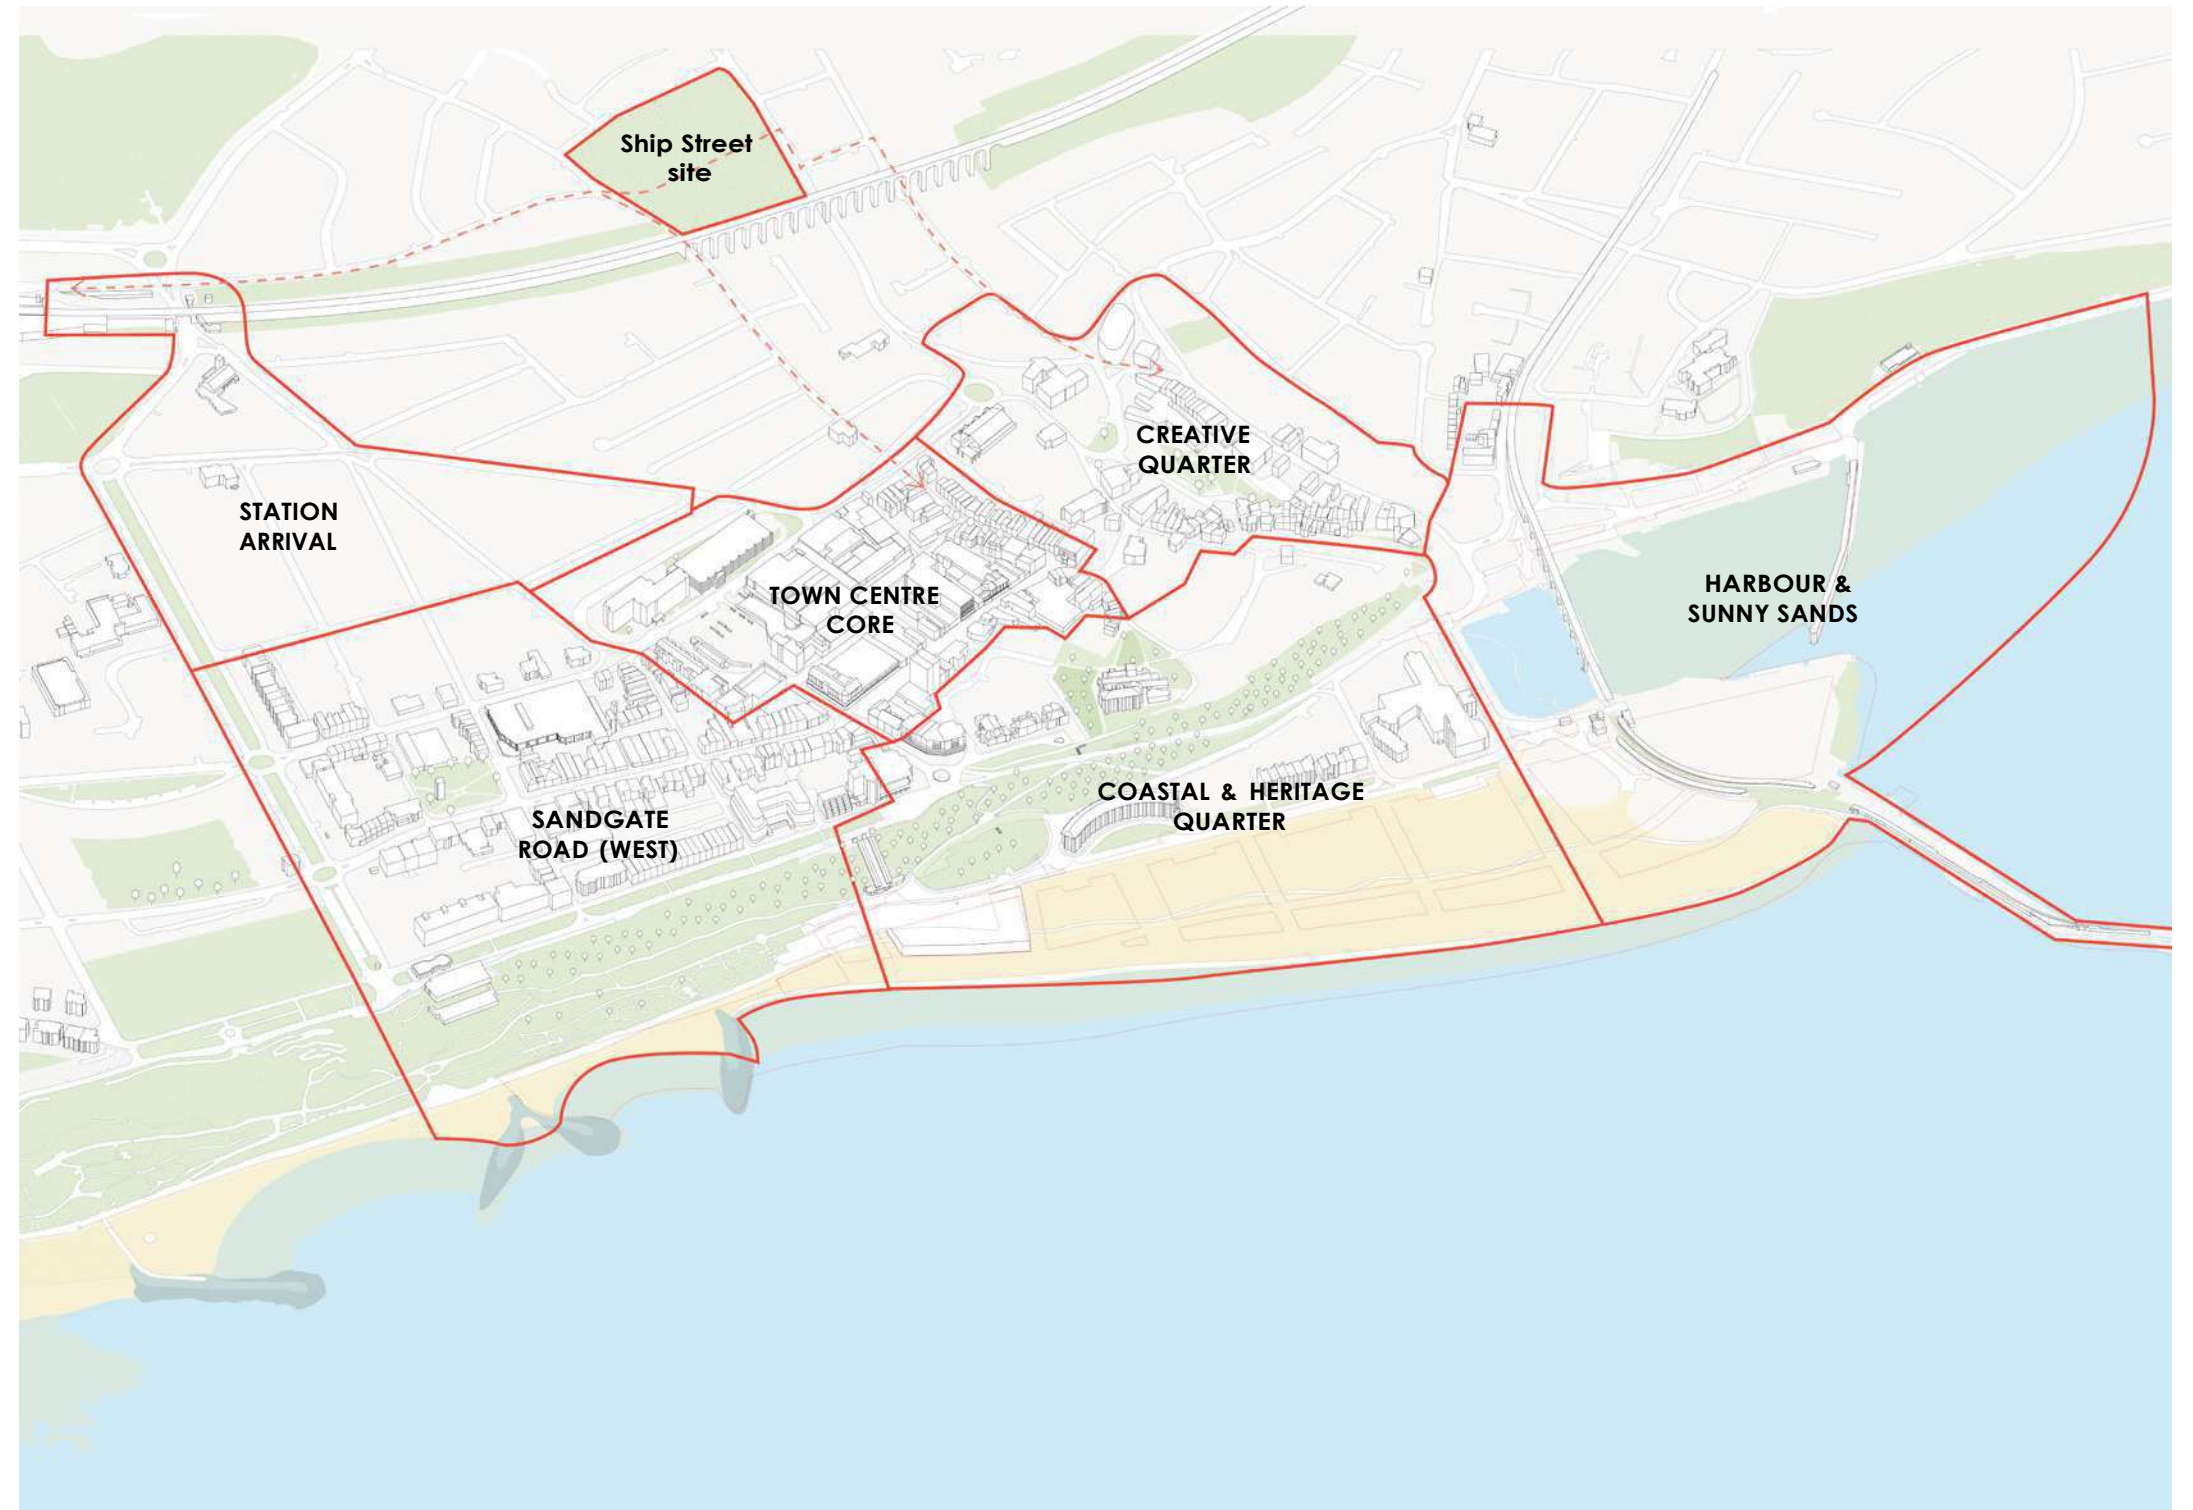 Ship Street
site
CREATIVE
QUARTER
STATION
ARRIVAL
TOWN CENTRE
CORE
HARBOUR &
SUNNY SANDS
COASTAL & HERITAGE
QUARTER
SANDGATE
ROAD (WEST)